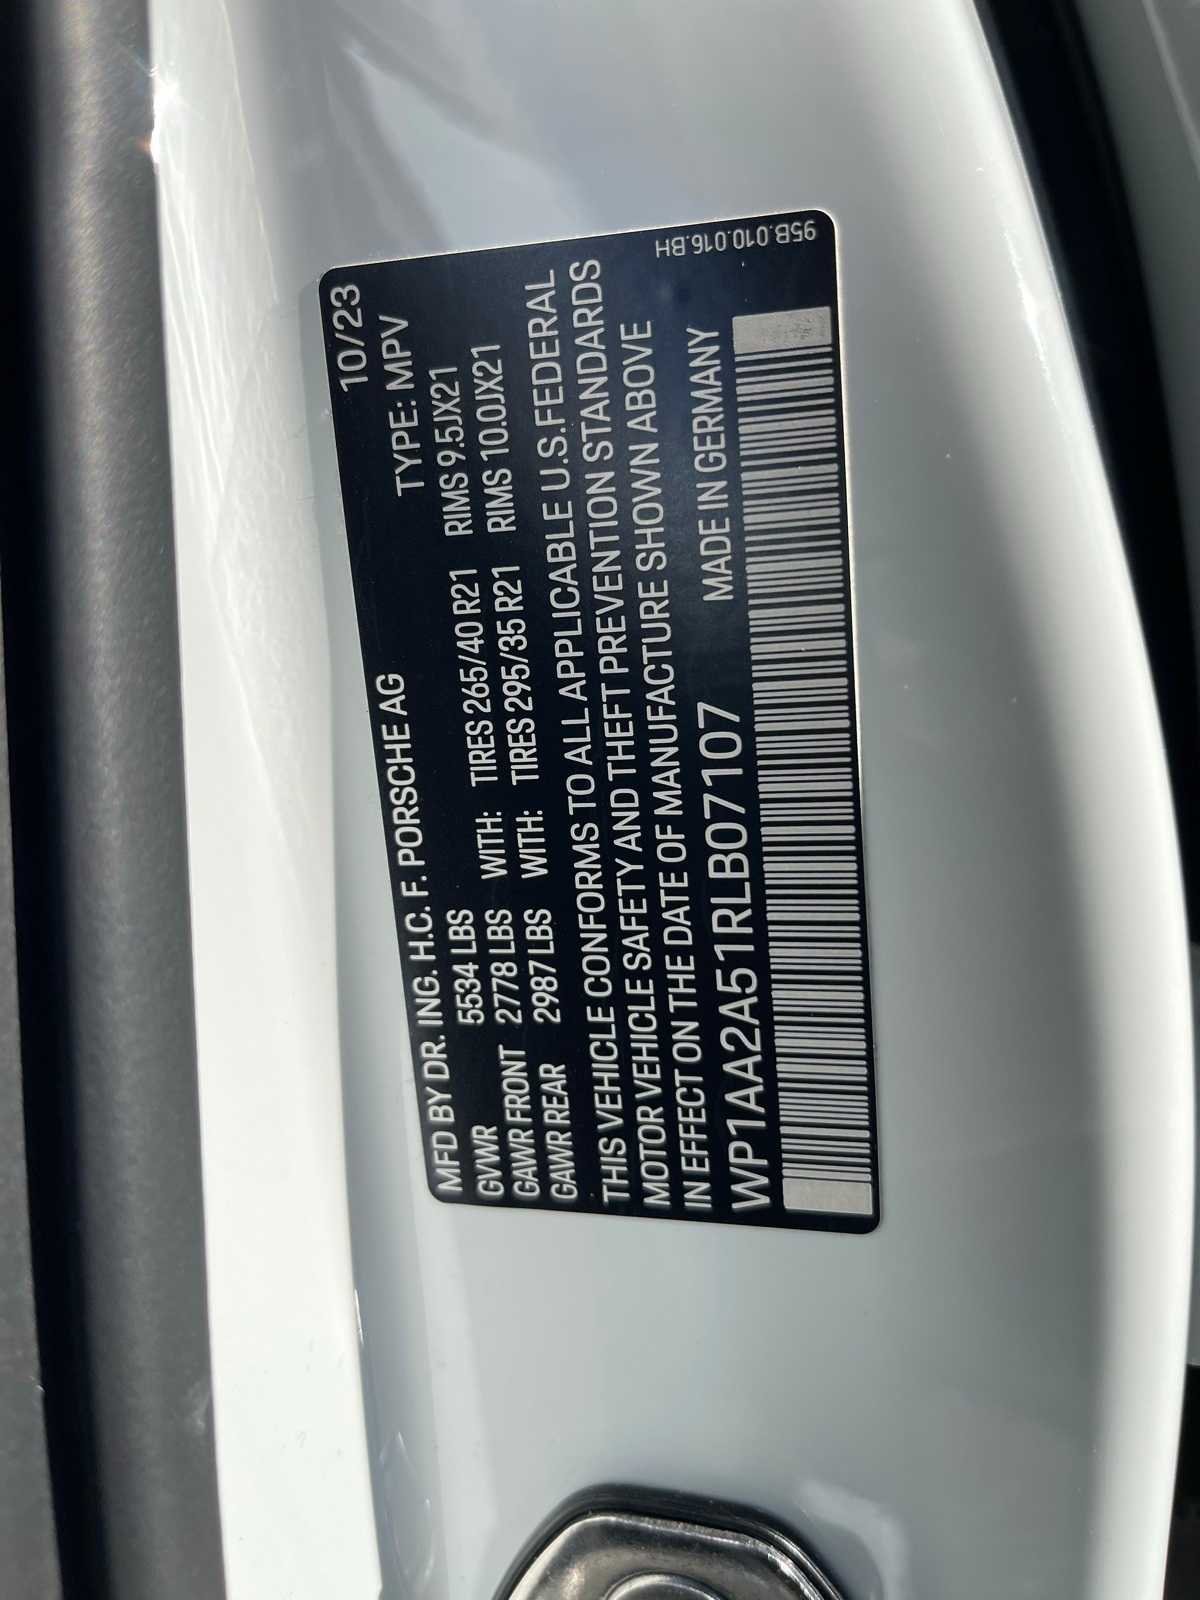 10/23
MFD BY DR. ING. H.C. F. PORSCHE AG TYPE: MPV
GVWR 5534 LBS
GAWR FRONT 2778 LBS WITH: TIRES 265/40 R21 RIMS 9.5JX21
GAWR REAR 2987 LBS WITH: TIRES 295/35 R21 RIMS 10.0JX21
THIS VEHICLE CONFORMS TO ALL APPLICABLE U.S.FEDERAL
MOTOR VEHICLE SAFETY AND THEFT PREVENTION STANDARDS
IN EFFECT ON THE DATE OF MANUFACTURE SHOWN ABOVE
WP1AA2A51RLB07107 MADE IN GERMANY
95B.010.016.BH